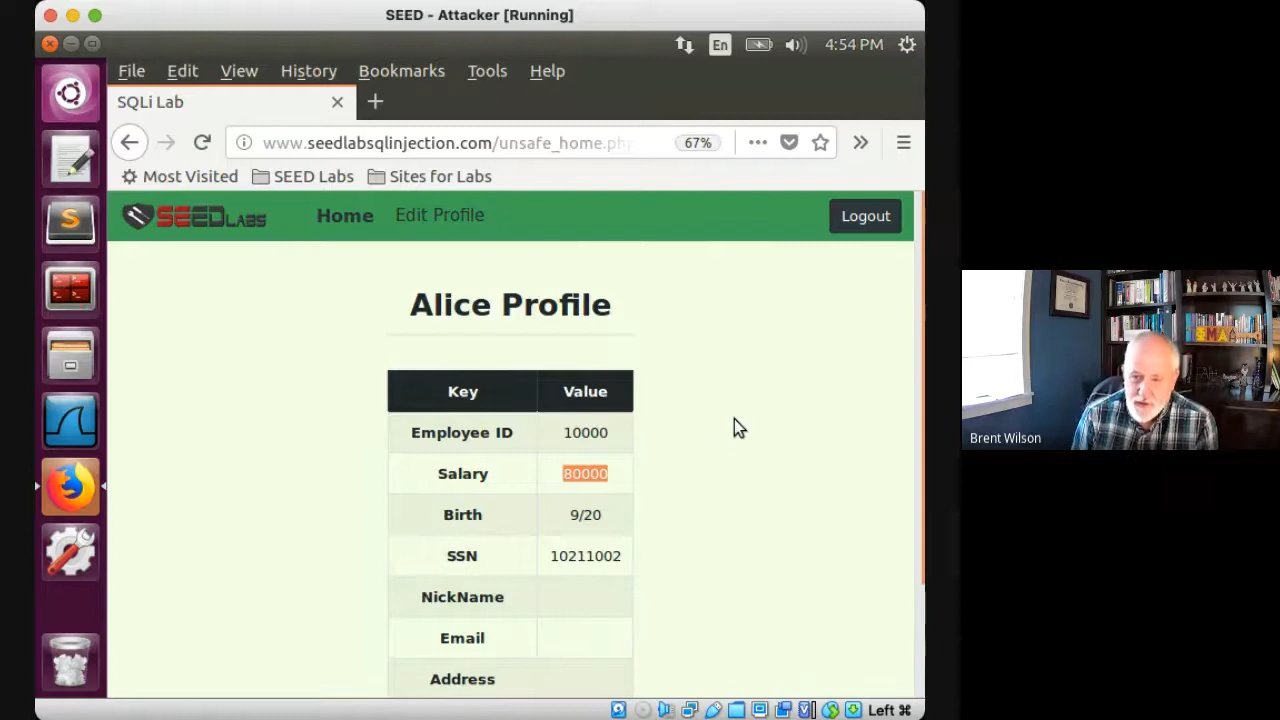 SEED - Attacker [Running]
En
4:54 PM
File Edit View History Bookmarks Tools Help
SQLi Lab
www.seedlabsqlinjection.com/unsafe_home.php
67%
Most Visited SEED Labs Sites for Labs
SEEDLABS Home Edit Profile Logout
Alice Profile
Key Value
Employee ID 10000
Salary 80000
Birth 9/20
SSN 10211002
NickName
Email
Address
Brent Wilson
Left ⌘